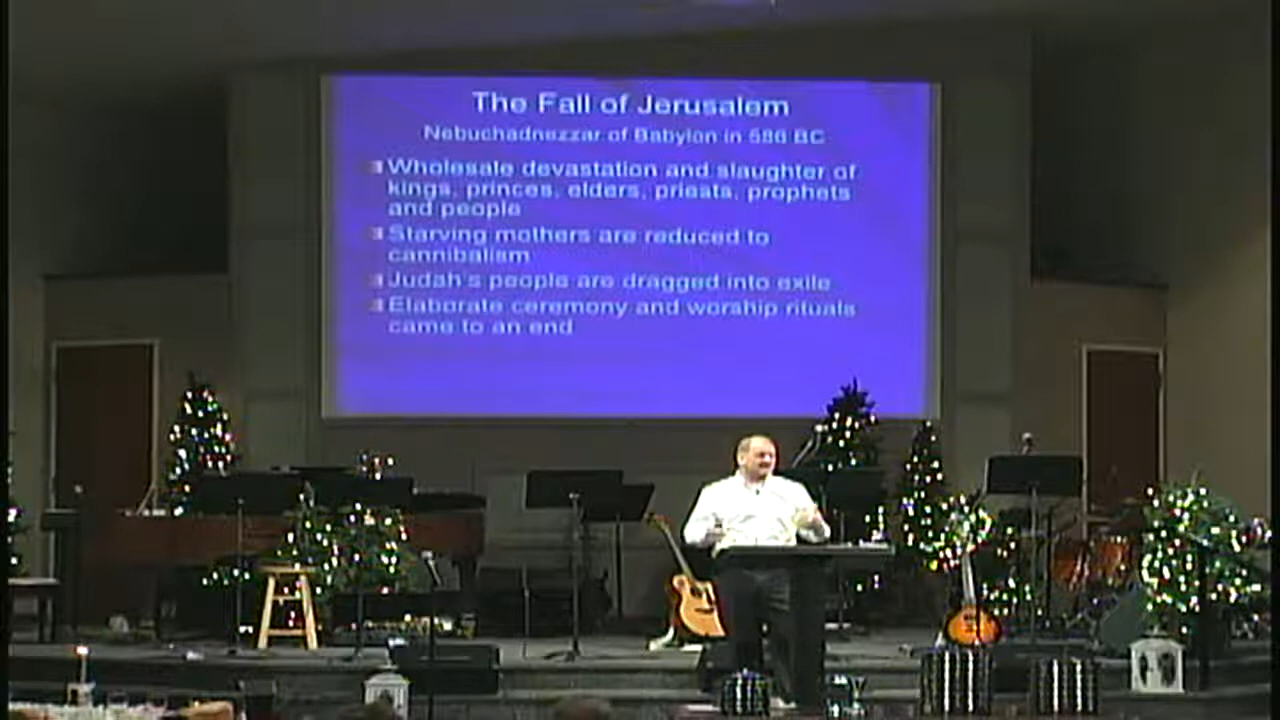 The Fall of Jerusalem
Nebuchadnezzar of Babylon in 586 BC
Wholesale devastation and slaughter of
kings, princes, elders, priests, prophets
and people
Starving mothers are reduced to
cannibalism
Judah's people are dragged into exile
Elaborate ceremony and worship rituals
came to an end